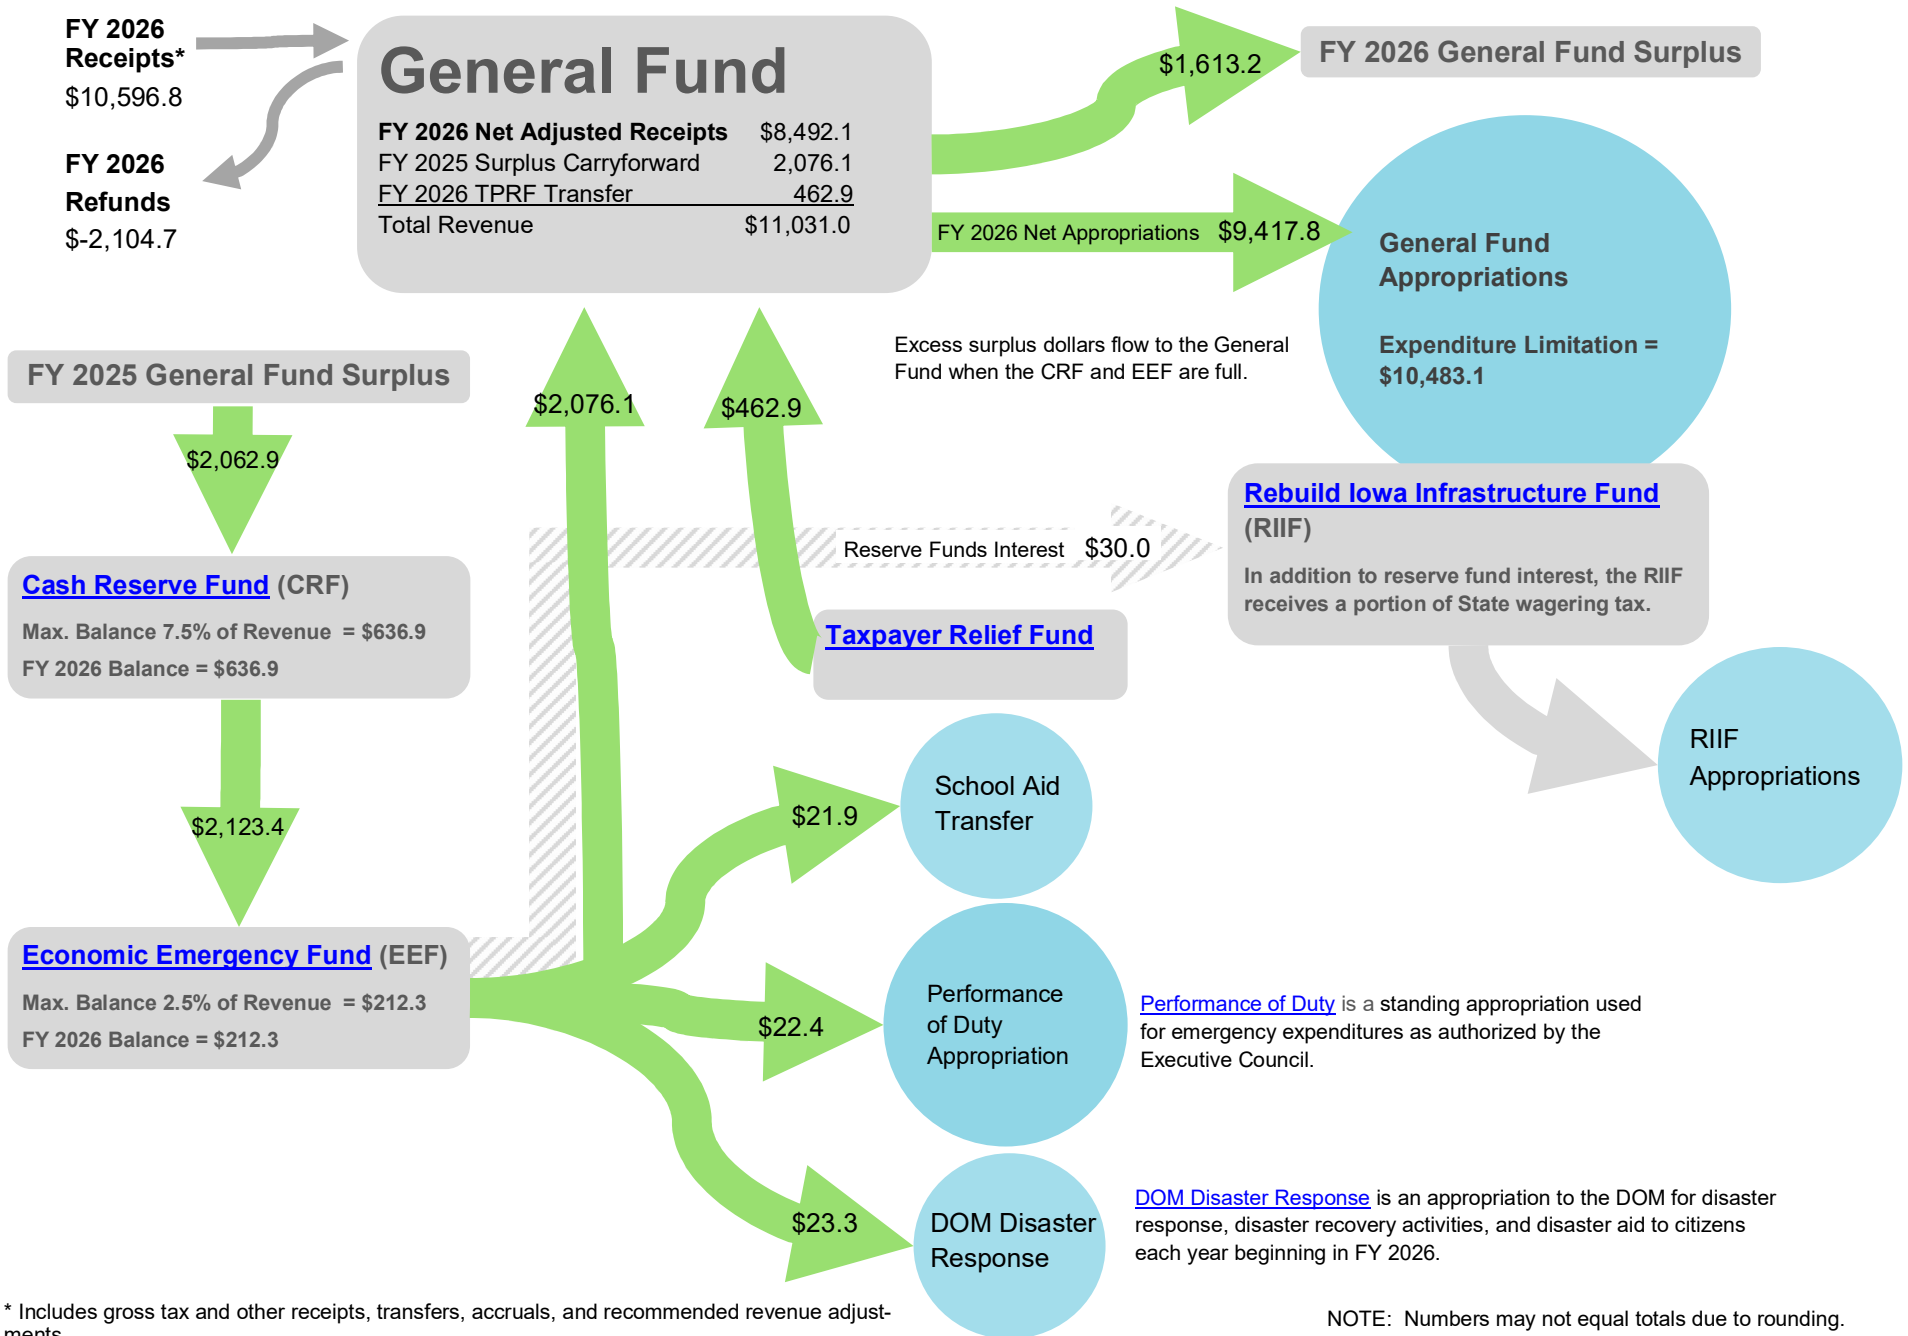 FY 2026
Receipts*
$10,596.8
FY 2026
Refunds
$-2,104.7
General Fund
FY 2026 Net Adjusted Receipts $8,492.1
FY 2025 Surplus Carryforward 2,076.1
FY 2026 TPRF Transfer 462.9
Total Revenue $11,031.0
$1,613.2
FY 2026 General Fund Surplus
FY 2026 Net Appropriations $9,417.8
General Fund
Appropriations
Expenditure Limitation =
$10,483.1
Excess surplus dollars flow to the General
Fund when the CRF and EEF are full.
FY 2025 General Fund Surplus
$2,062.9
$2,076.1
$462.9
Reserve Funds Interest $30.0
Rebuild Iowa Infrastructure Fund
(RIIF)
In addition to reserve fund interest, the RIIF
receives a portion of State wagering tax.
Cash Reserve Fund (CRF)
Max. Balance 7.5% of Revenue = $636.9
FY 2026 Balance = $636.9
Taxpayer Relief Fund
RIIF
Appropriations
$2,123.4
$21.9
School Aid
Transfer
Economic Emergency Fund (EEF)
Max. Balance 2.5% of Revenue = $212.3
FY 2026 Balance = $212.3
$22.4
Performance
of Duty
Appropriation
Performance of Duty is a standing appropriation used
for emergency expenditures as authorized by the
Executive Council.
$23.3
DOM Disaster
Response
DOM Disaster Response is an appropriation to the DOM for disaster
response, disaster recovery activities, and disaster aid to citizens
each year beginning in FY 2026.
* Includes gross tax and other receipts, transfers, accruals, and recommended revenue adjust-
ments
NOTE: Numbers may not equal totals due to rounding.